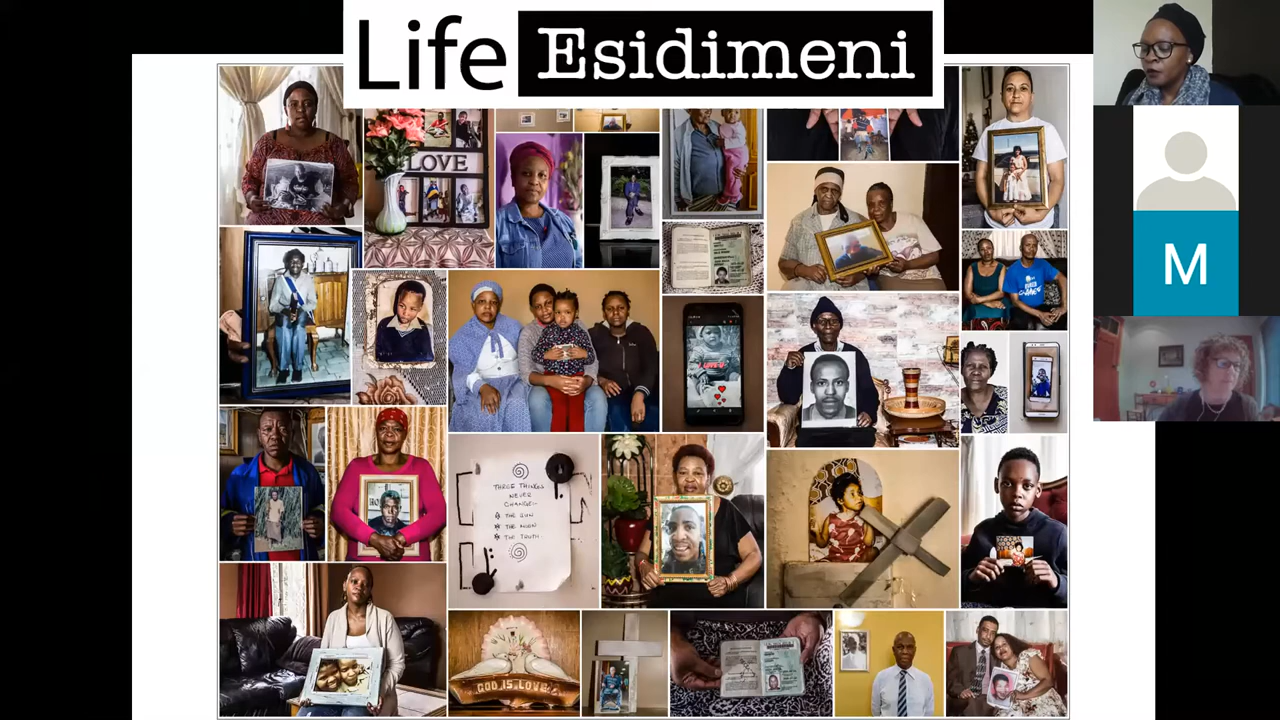 Life Esidimeni
LOVE
THREE THINGS
NEVER
CHANGE..
THE SUN
THE MOON
THE TRUTH
GOD IS LOVE
M